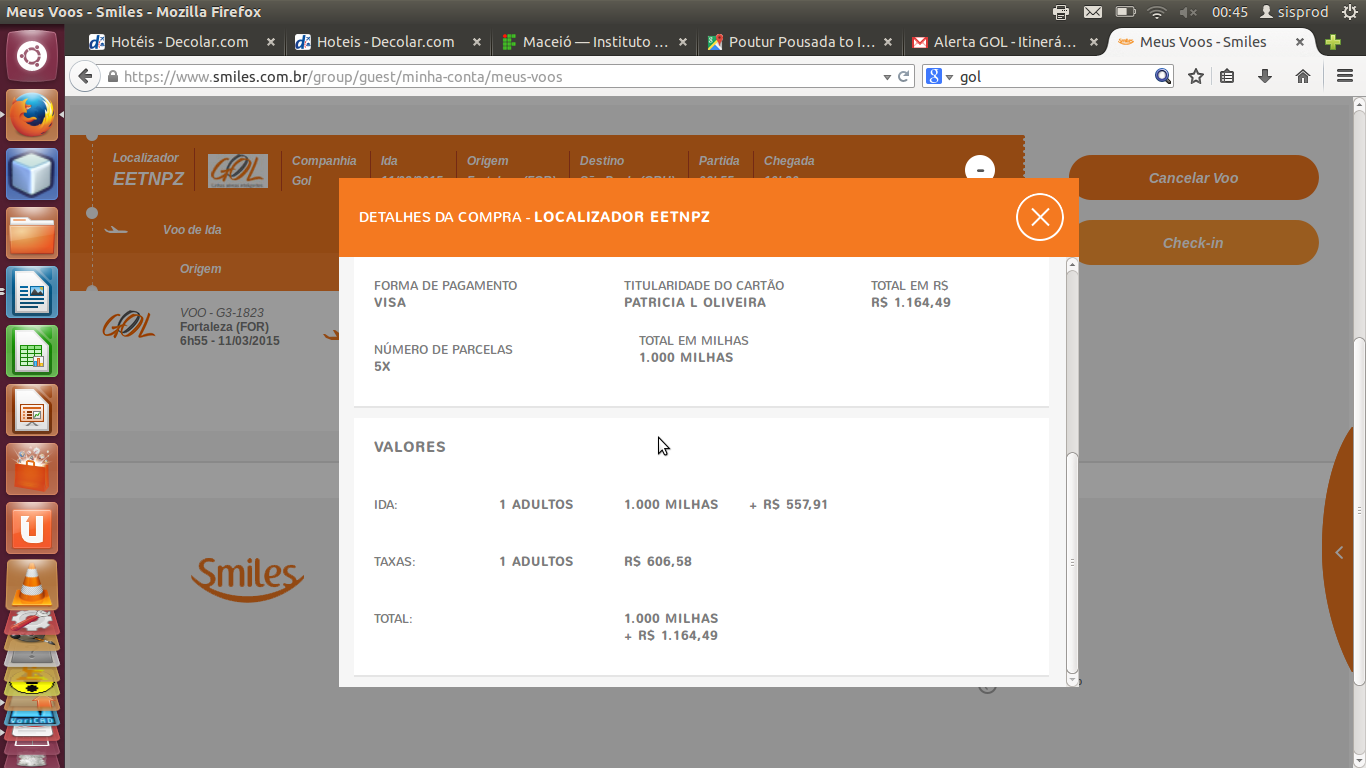 Meus Voos - Smiles - Mozilla Firefox
00:45 sisprod
Hotéis - Decolar.com
Hoteis - Decolar.com
Maceió — Instituto ...
Poutur Pousada to I...
Alerta GOL - Itinerá...
Meus Voos - Smiles
https://www.smiles.com.br/group/guest/minha-conta/meus-voos
gol
Localizador
EETNPZ
GOL
Companhia
Gol
Ida
Origem
Destino
Partida
Chegada
-
Cancelar Voo
Check-in
Voo de Ida
Origem
GOL
VOO - G3-1823
Fortaleza (FOR)
6h55 - 11/03/2015
DETALHES DA COMPRA - LOCALIZADOR EETNPZ
FORMA DE PAGAMENTO
VISA
TITULARIDADE DO CARTÃO
PATRICIA L OLIVEIRA
TOTAL EM R$
R$ 1.164,49
NÚMERO DE PARCELAS
5X
TOTAL EM MILHAS
1.000 MILHAS
VALORES
IDA: 1 ADULTOS 1.000 MILHAS + R$ 557,91
TAXAS: 1 ADULTOS R$ 606,58
TOTAL: 1.000 MILHAS
+ R$ 1.164,49
Smiles